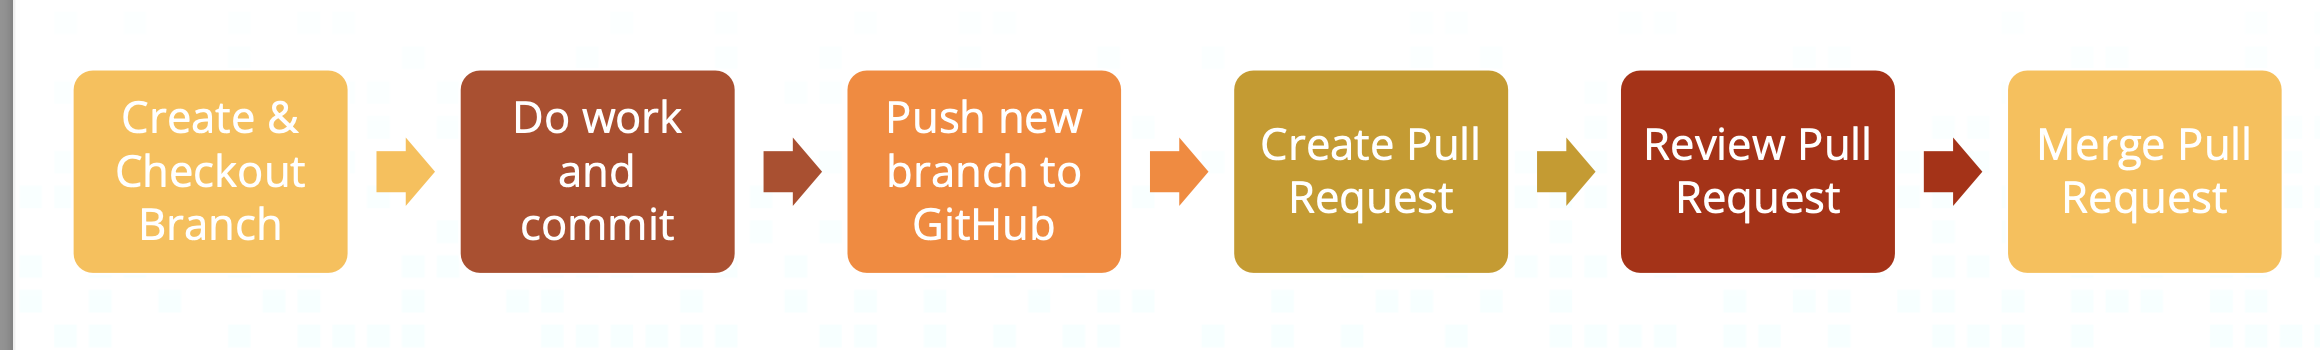 Create &
Checkout
Branch
Do work
and
commit
Push new
branch to
GitHub
Create Pull
Request
Review Pull
Request
Merge Pull
Request